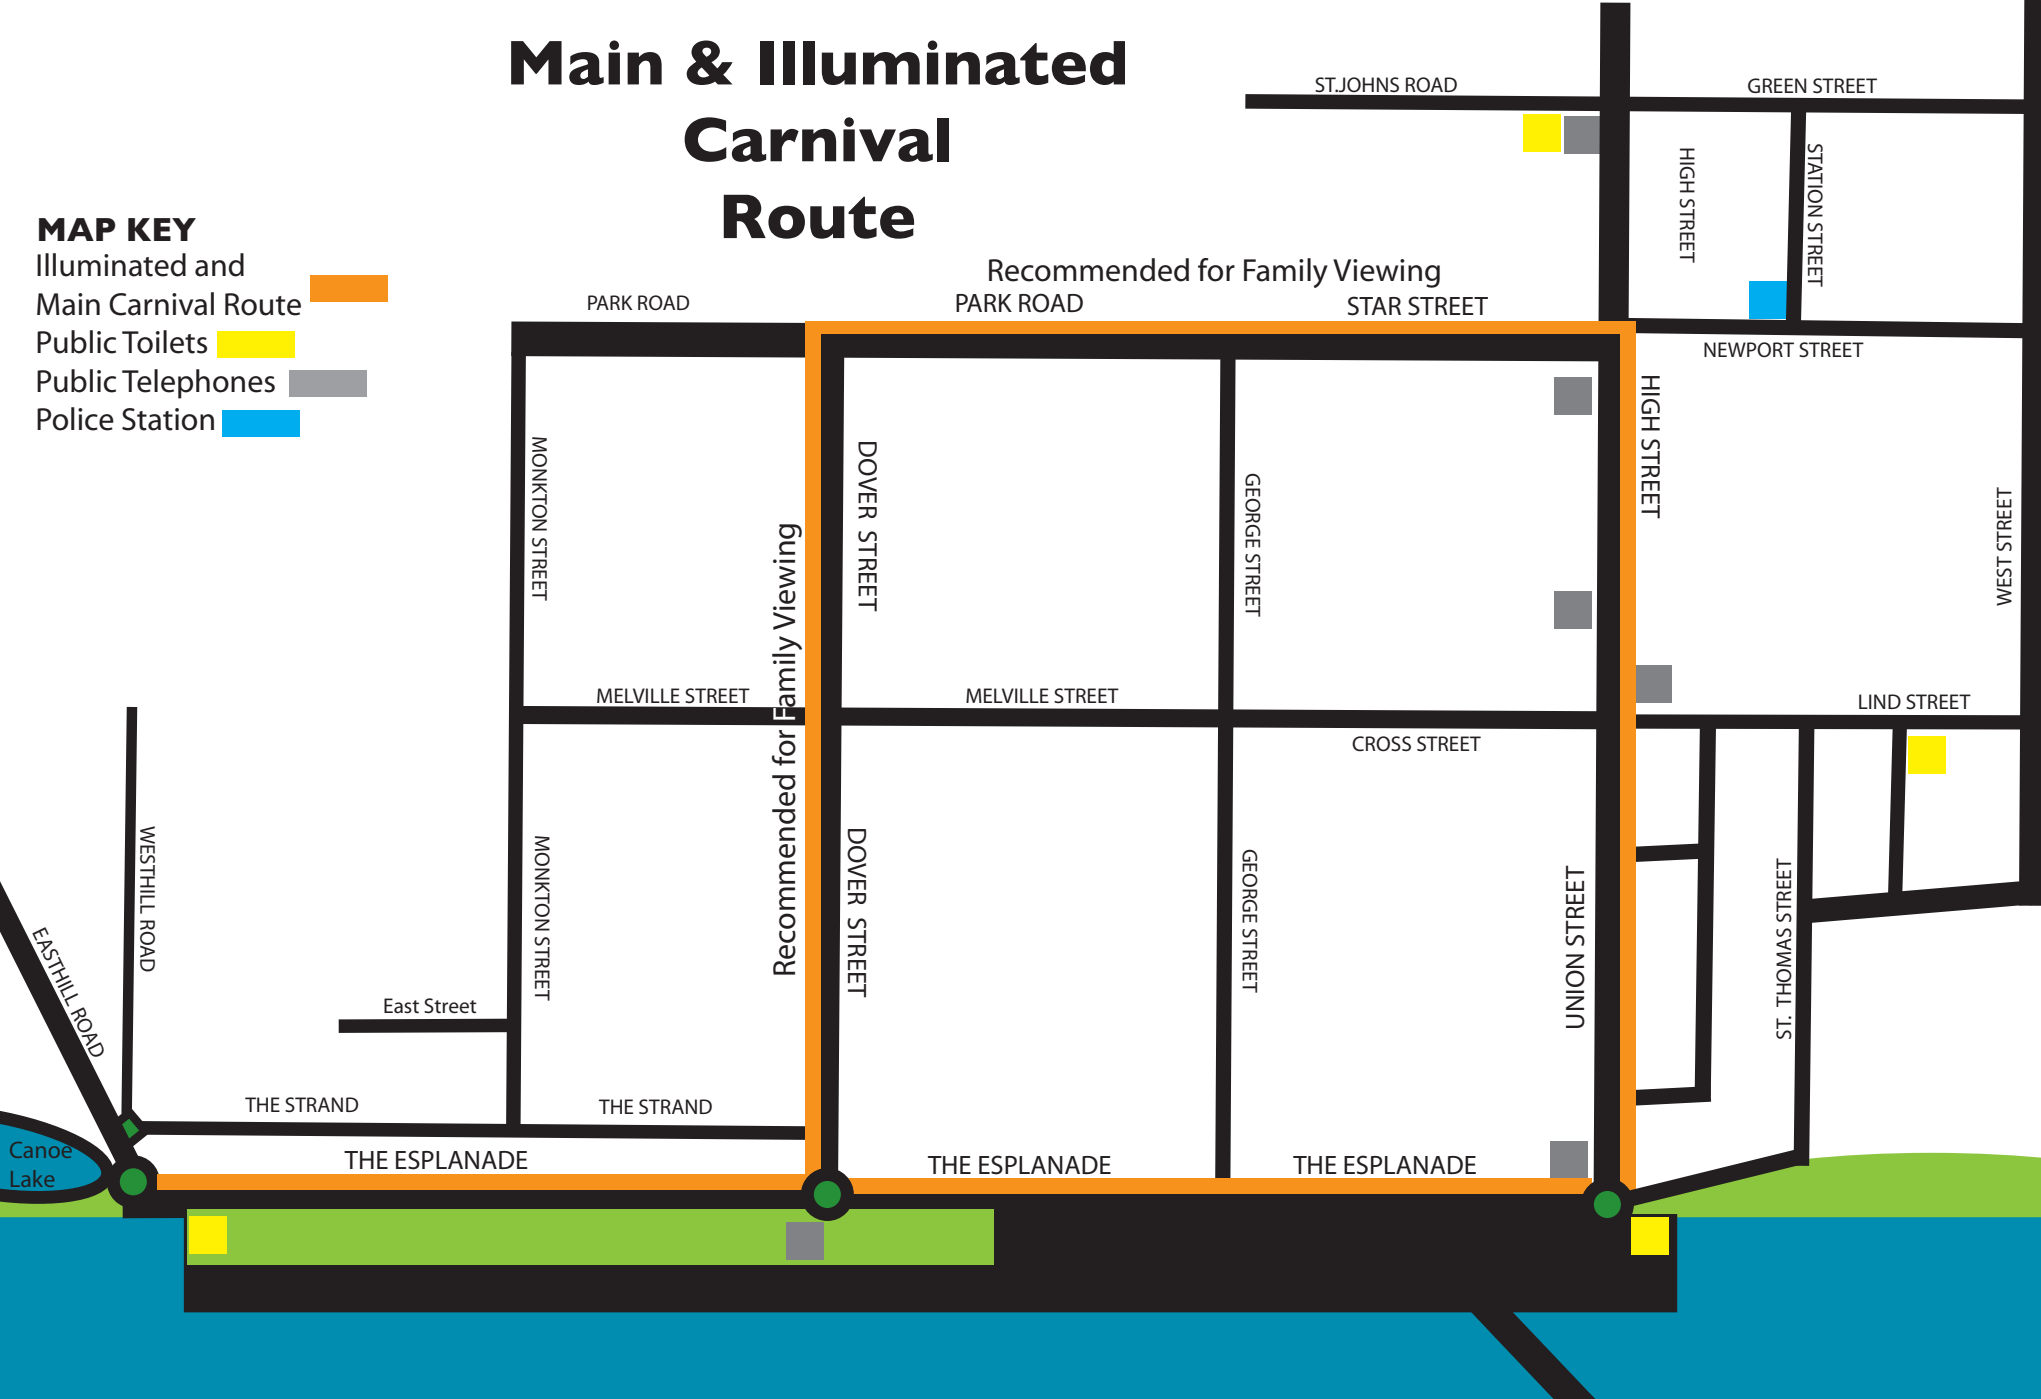 Main & Illuminated
Carnival
Route
ST.JOHNS ROAD
GREEN STREET
HIGH STREET
STATION STREET
MAP KEY
Illuminated and
Main Carnival Route
Public Toilets
Public Telephones
Police Station
Recommended for Family Viewing
PARK ROAD
PARK ROAD
STAR STREET
NEWPORT STREET
MONKTON STREET
DOVER STREET
GEORGE STREET
HIGH STREET
WEST STREET
Recommended for Family Viewing
MELVILLE STREET
MELVILLE STREET
LIND STREET
CROSS STREET
WESTHILL ROAD
EASTHILL ROAD
MONKTON STREET
DOVER STREET
GEORGE STREET
UNION STREET
ST. THOMAS STREET
East Street
THE STRAND
THE STRAND
Canoe
Lake
THE ESPLANADE
THE ESPLANADE
THE ESPLANADE